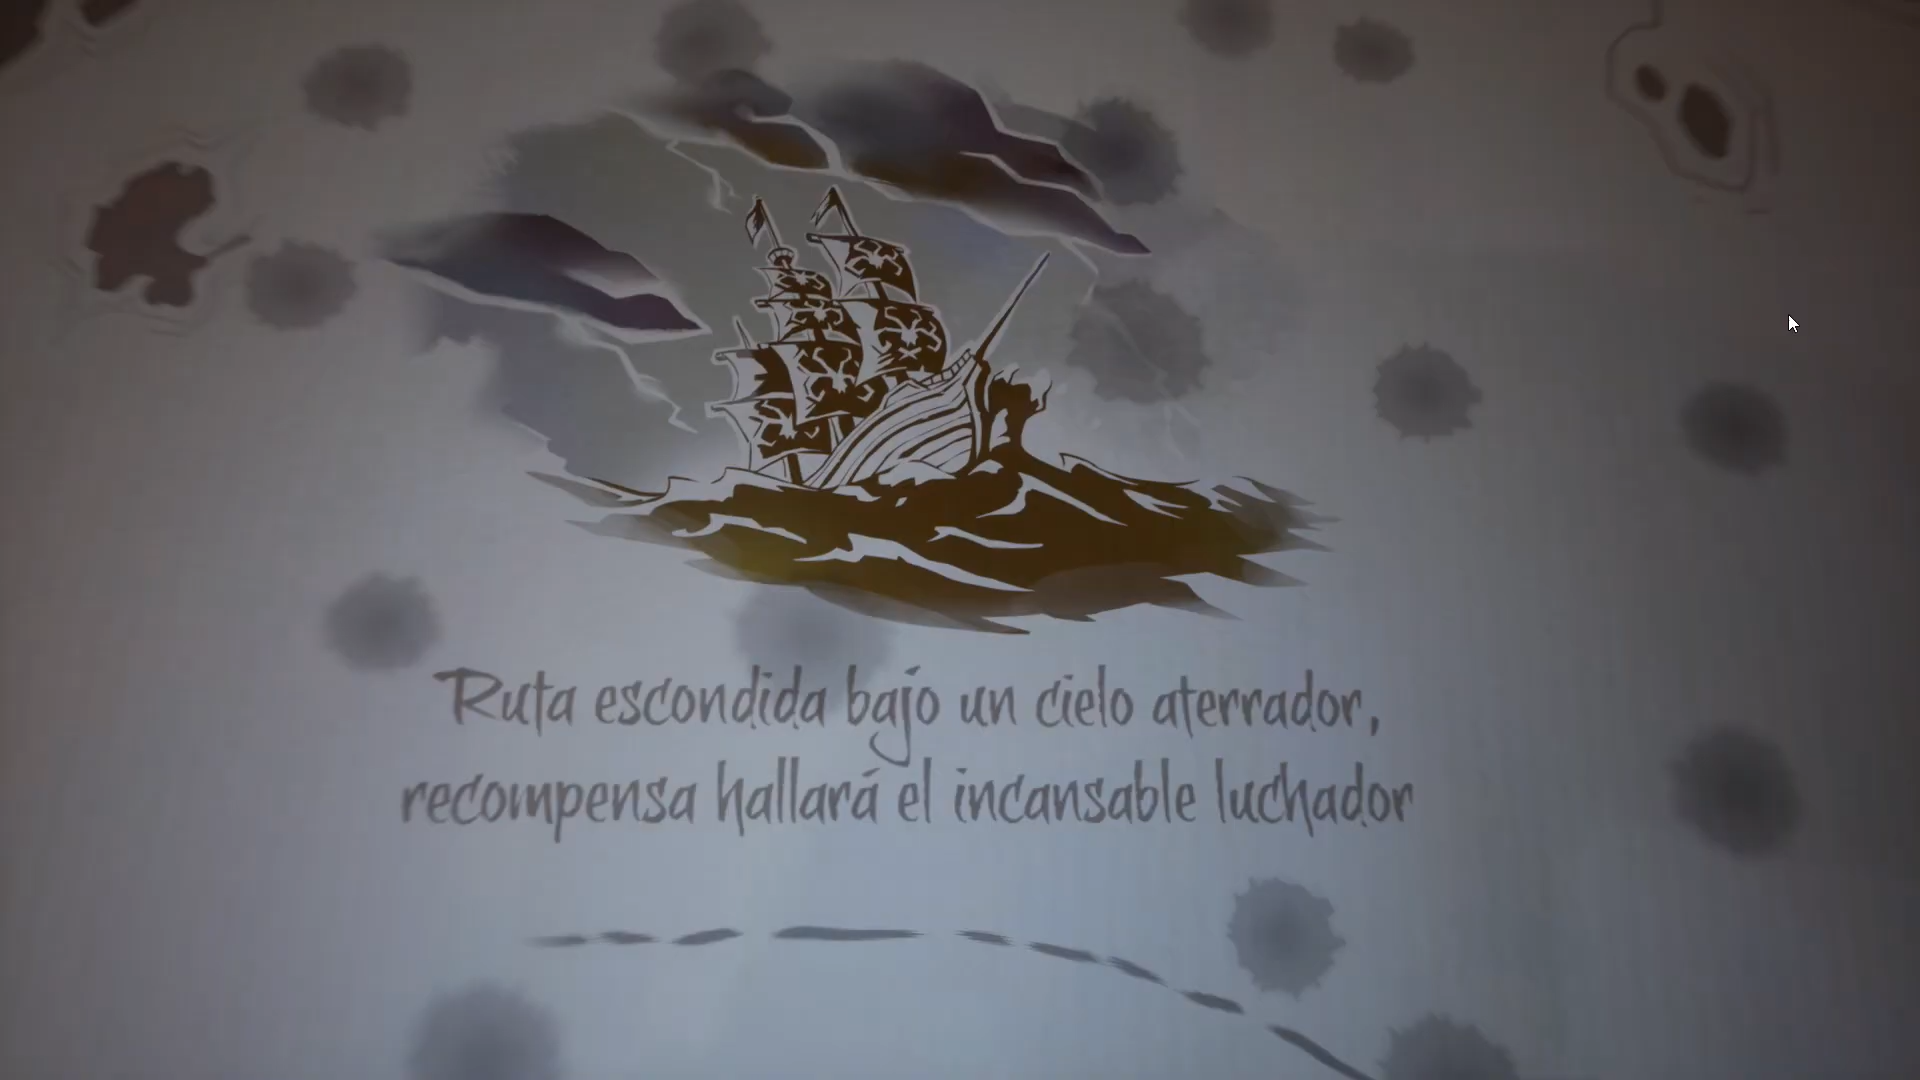 Ruta escondida bajo un cielo aterrador,
recompensa hallará el incansable luchador